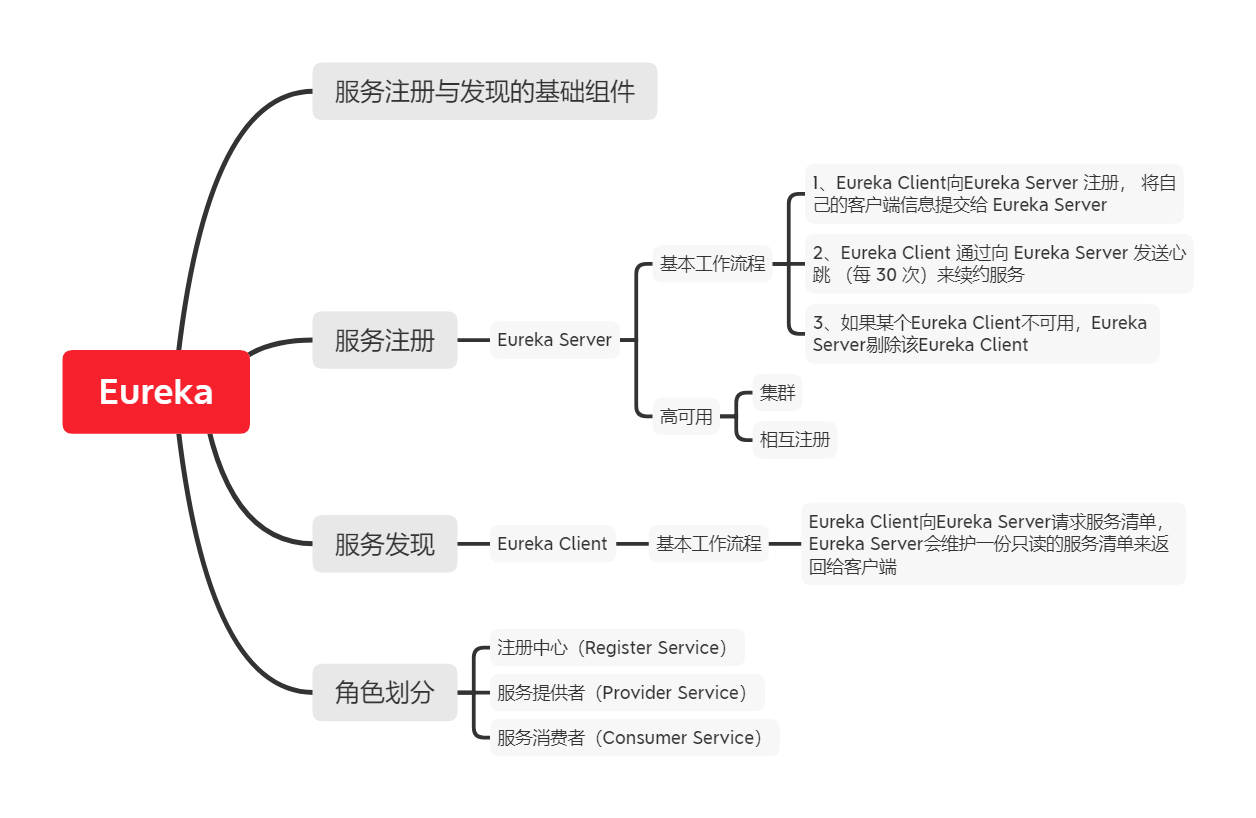 服务注册与发现的基础组件
1、Eureka Client向Eureka Server 注册， 将自
己的客户端信息提交给 Eureka Server
基本工作流程
2、Eureka Client 通过向 Eureka Server 发送心
跳 （每 30 次）来续约服务
3、如果某个Eureka Client不可用，Eureka
Server剔除该Eureka Client
服务注册
Eureka Server
Eureka
高可用
集群
相互注册
服务发现
Eureka Client
基本工作流程
Eureka Client向Eureka Server请求服务清单，
Eureka Server会维护一份只读的服务清单来返
回给客户端
角色划分
注册中心（Register Service）
服务提供者（Provider Service）
服务消费者（Consumer Service）